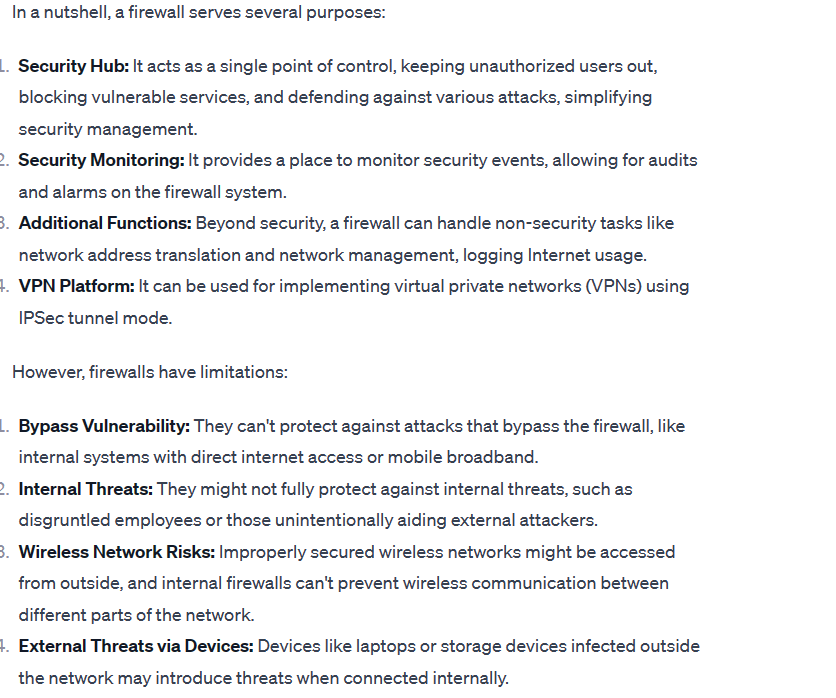 In a nutshell, a firewall serves several purposes:
1. Security Hub: It acts as a single point of control, keeping unauthorized users out,
blocking vulnerable services, and defending against various attacks, simplifying
security management.
2. Security Monitoring: It provides a place to monitor security events, allowing for audits
and alarms on the firewall system.
3. Additional Functions: Beyond security, a firewall can handle non-security tasks like
network address translation and network management, logging Internet usage.
4. VPN Platform: It can be used for implementing virtual private networks (VPNs) using
IPSec tunnel mode.
However, firewalls have limitations:
1. Bypass Vulnerability: They can't protect against attacks that bypass the firewall, like
internal systems with direct internet access or mobile broadband.
2. Internal Threats: They might not fully protect against internal threats, such as
disgruntled employees or those unintentionally aiding external attackers.
3. Wireless Network Risks: Improperly secured wireless networks might be accessed
from outside, and internal firewalls can't prevent wireless communication between
different parts of the network.
4. External Threats via Devices: Devices like laptops or storage devices infected outside
the network may introduce threats when connected internally.